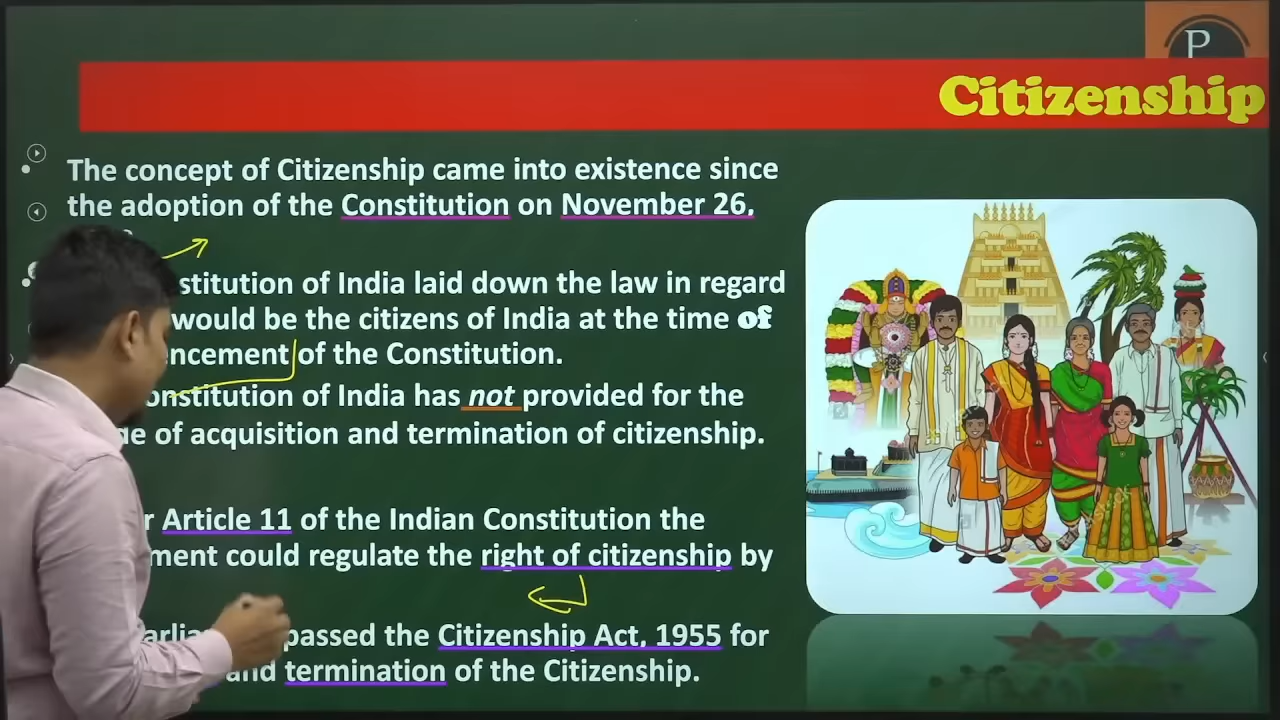 P
Citizenship
The concept of Citizenship came into existence since
the adoption of the Constitution on November 26,
stitution of India laid down the law in regard
would be the citizens of India at the time of
ncement of the Constitution.
onstitution of India has not provided for the
ge of acquisition and termination of citizenship.
r Article 11 of the Indian Constitution the
ment could regulate the right of citizenship by
arlia passed the Citizenship Act, 1955 for
and termination of the Citizenship.